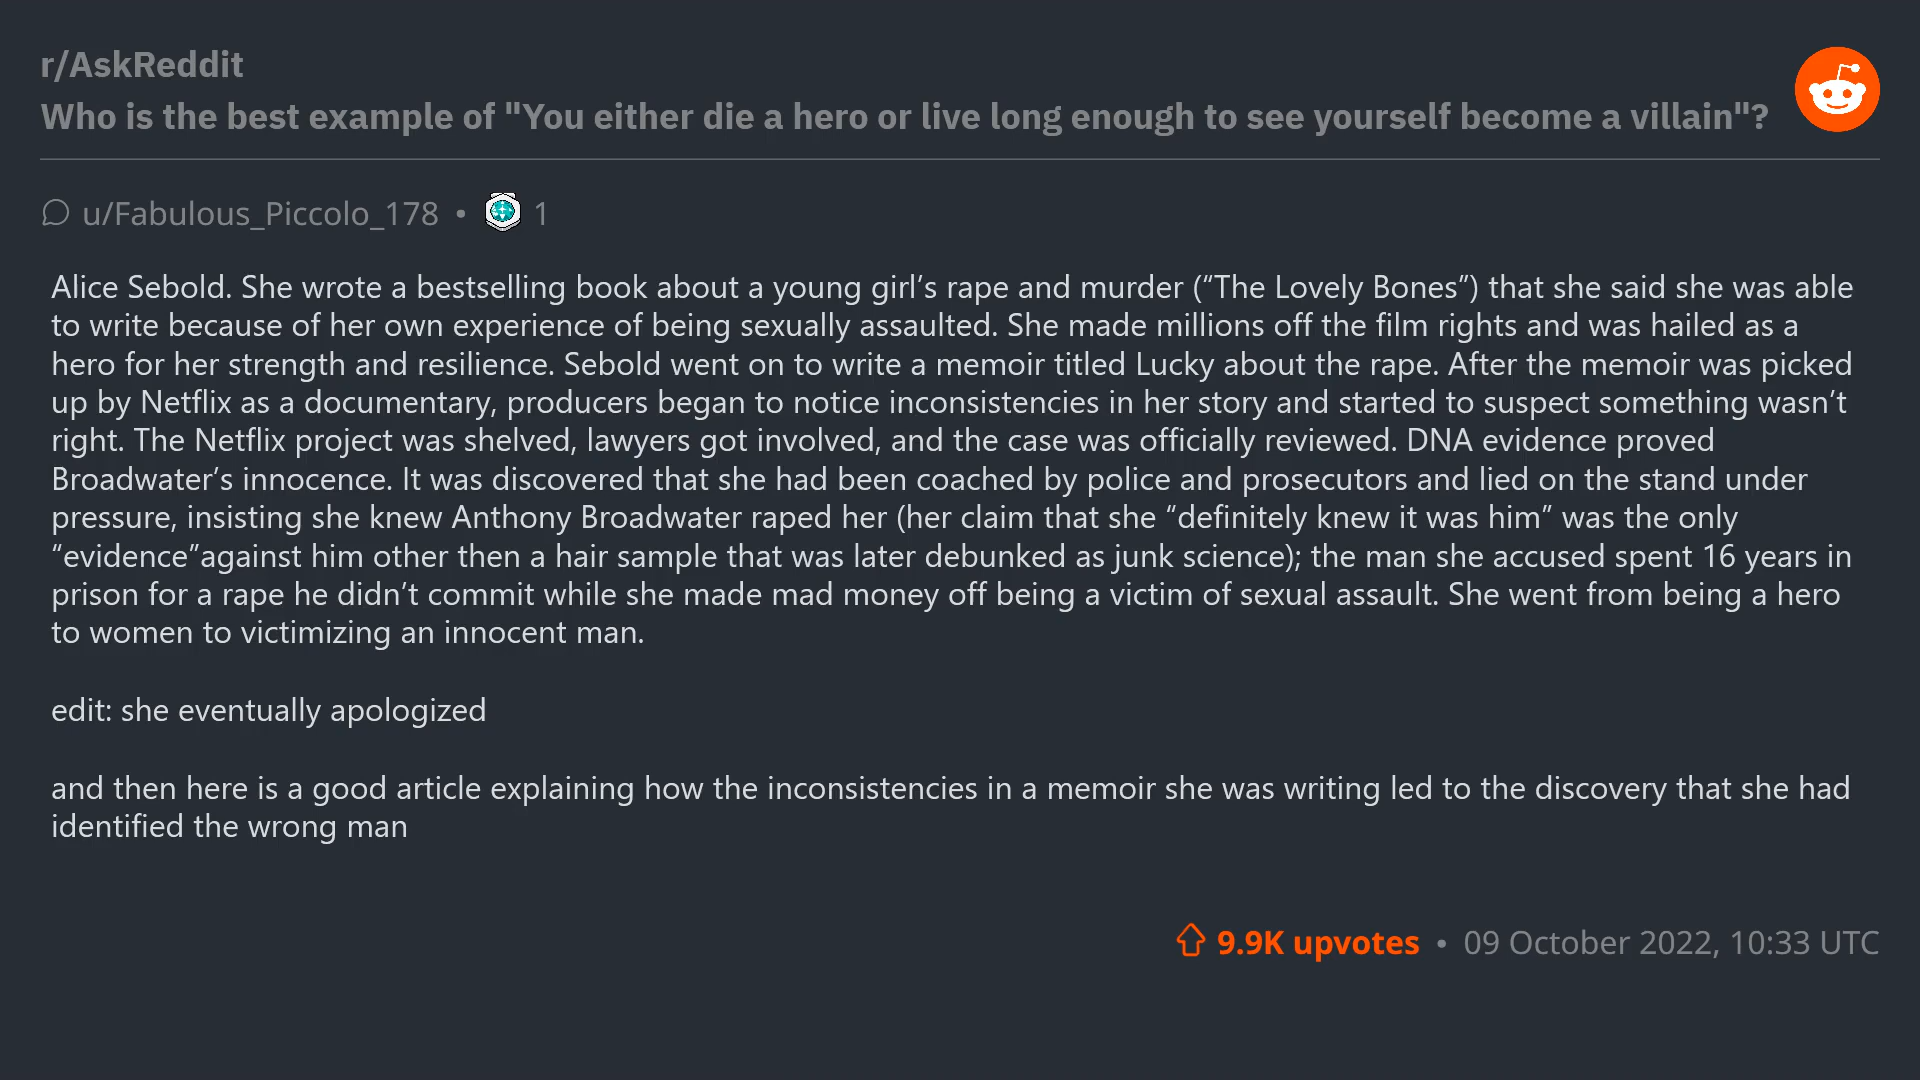 r/AskReddit
Who is the best example of "You either die a hero or live long enough to see yourself become a villain"?
u/Fabulous_Piccolo_178 • 1
Alice Sebold. She wrote a bestselling book about a young girl’s rape and murder (“The Lovely Bones”) that she said she was able
to write because of her own experience of being sexually assaulted. She made millions off the film rights and was hailed as a
hero for her strength and resilience. Sebold went on to write a memoir titled Lucky about the rape. After the memoir was picked
up by Netflix as a documentary, producers began to notice inconsistencies in her story and started to suspect something wasn’t
right. The Netflix project was shelved, lawyers got involved, and the case was officially reviewed. DNA evidence proved
Broadwater’s innocence. It was discovered that she had been coached by police and prosecutors and lied on the stand under
pressure, insisting she knew Anthony Broadwater raped her (her claim that she “definitely knew it was him” was the only
“evidence”against him other then a hair sample that was later debunked as junk science); the man she accused spent 16 years in
prison for a rape he didn’t commit while she made mad money off being a victim of sexual assault. She went from being a hero
to women to victimizing an innocent man.
edit: she eventually apologized
and then here is a good article explaining how the inconsistencies in a memoir she was writing led to the discovery that she had
identified the wrong man
9.9K upvotes • 09 October 2022, 10:33 UTC